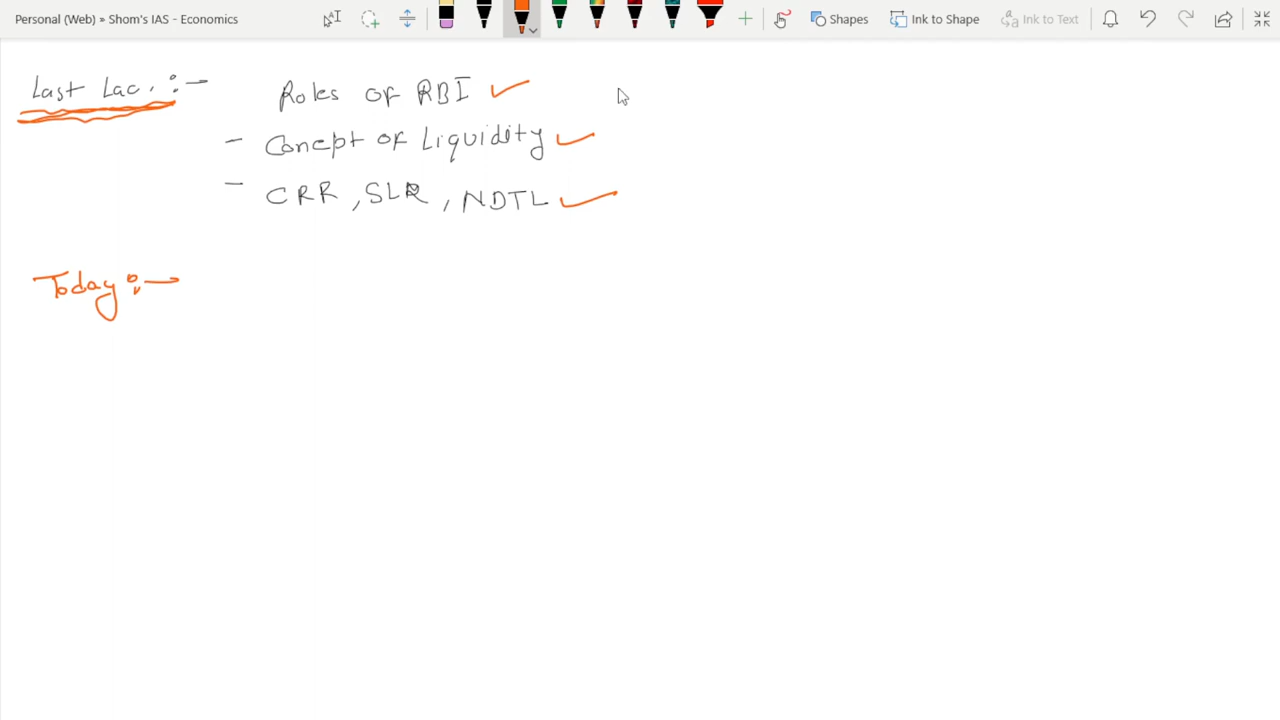 Personal (Web) » Shom's IAS - Economics
Shapes
Ink to Shape
Ink to Text
Last Lac. :-
Roles of RBI ✓
- Concept of Liquidity ✓
- CRR, SLR, NDTL ✓
Today :-